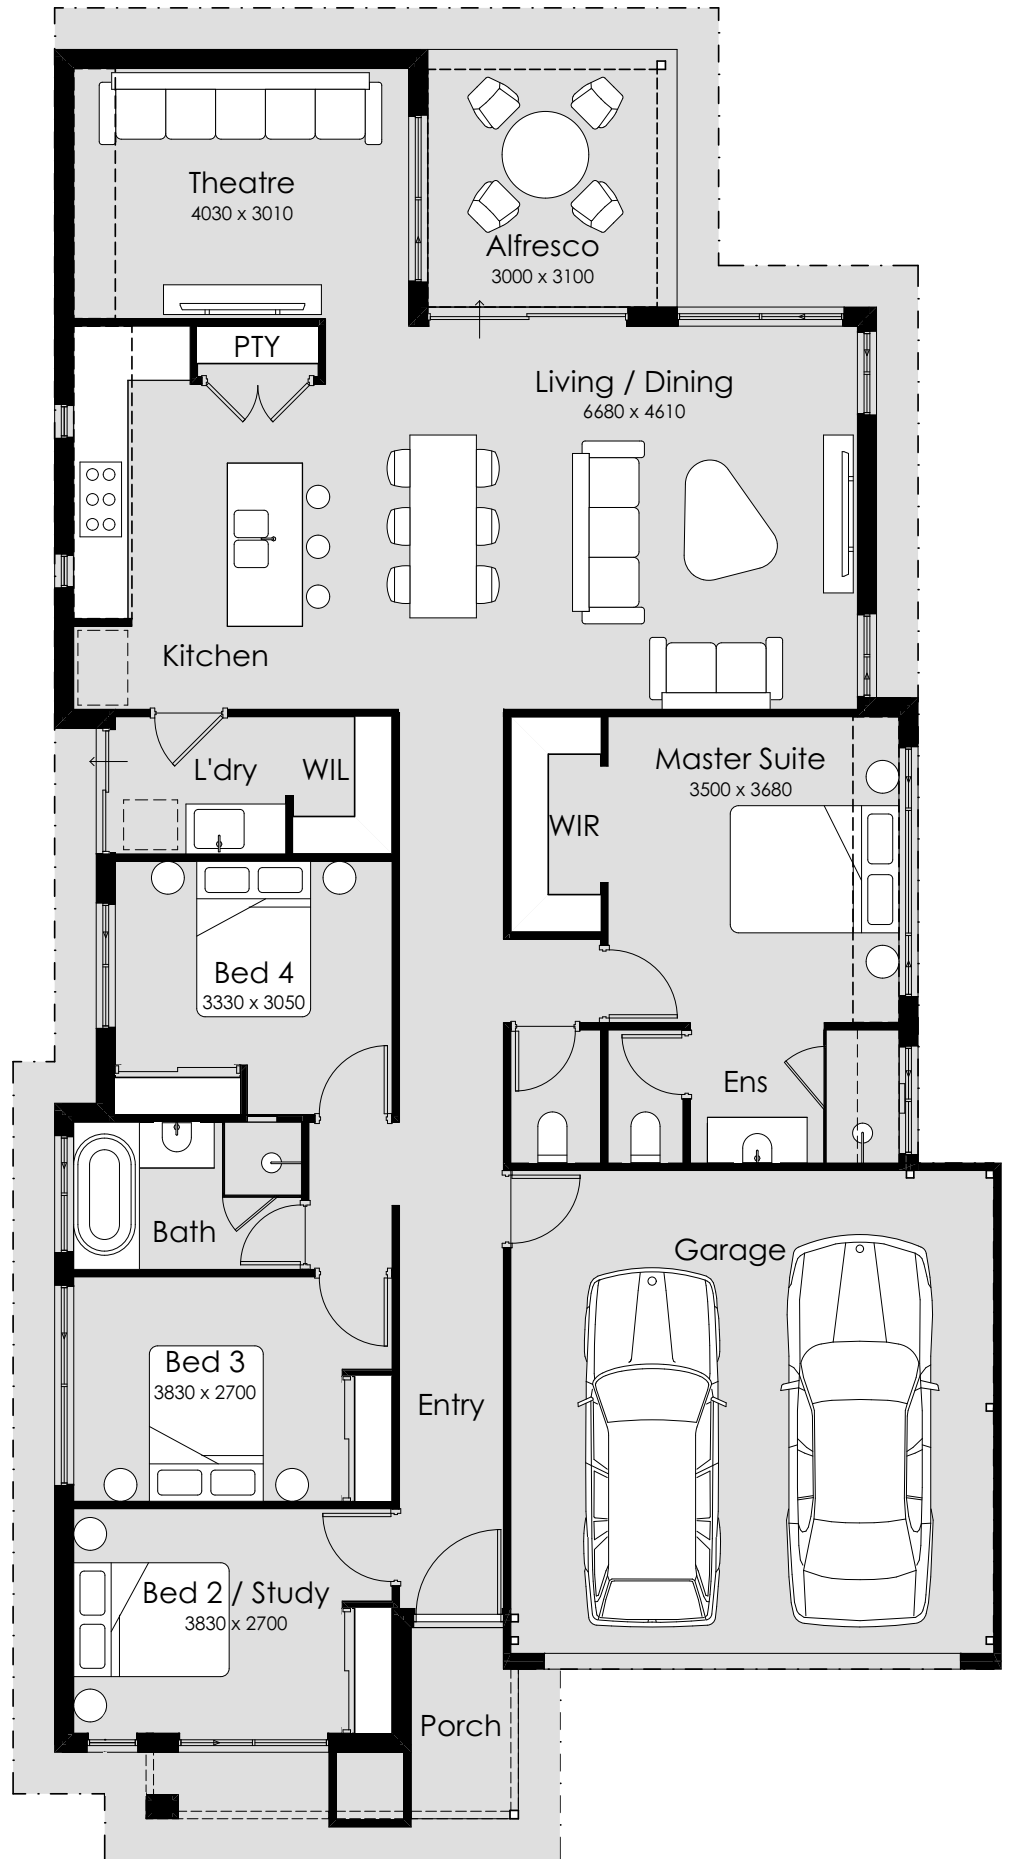 Theatre
4030 x 3010
Alfresco
3000 x 3100
PTY
Living / Dining
6680 x 4610
Kitchen
L'dry
WIL
Master Suite
3500 x 3680
WIR
Bed 4
3330 x 3050
Ens
Bath
Garage
Bed 3
3830 x 2700
Entry
Bed 2 / Study
3830 x 2700
Porch